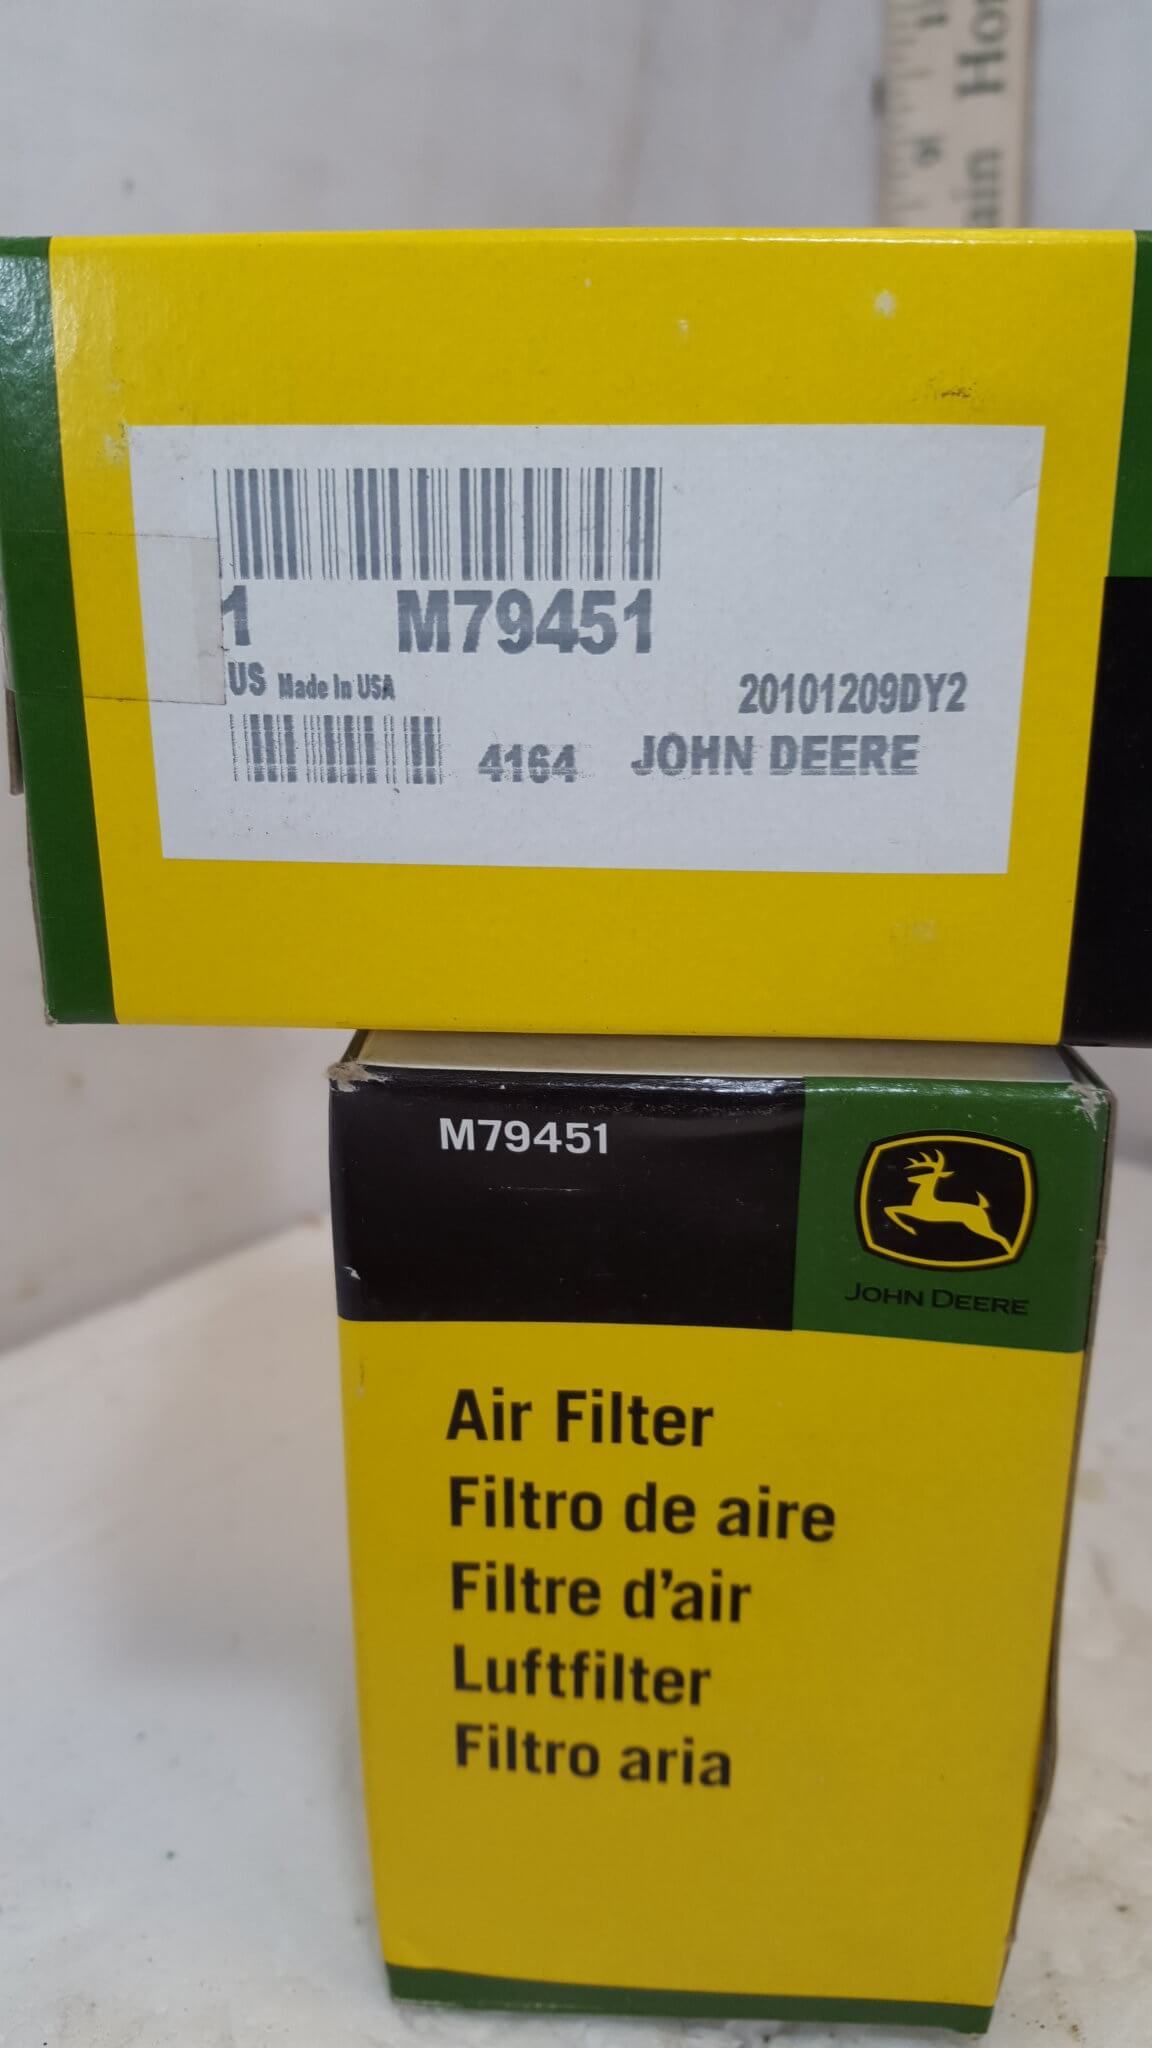 1 M79451
US Made In USA
20101209DY2
4164 JOHN DEERE
M79451
JOHN DEERE
Air Filter
Filtro de aire
Filtre d'air
Luftfilter
Filtro aria